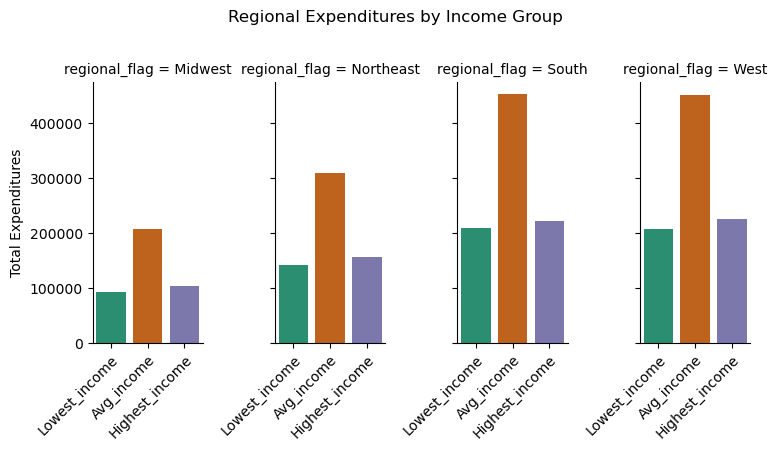 Regional Expenditures by Income Group
regional_flag = Midwest
regional_flag = Northeast
regional_flag = South
regional_flag = West
Total Expenditures
400000
300000
200000
100000
0
Lowest_income
Avg_income
Highest_income
Lowest_income
Avg_income
Highest_income
Lowest_income
Avg_income
Highest_income
Lowest_income
Avg_income
Highest_income